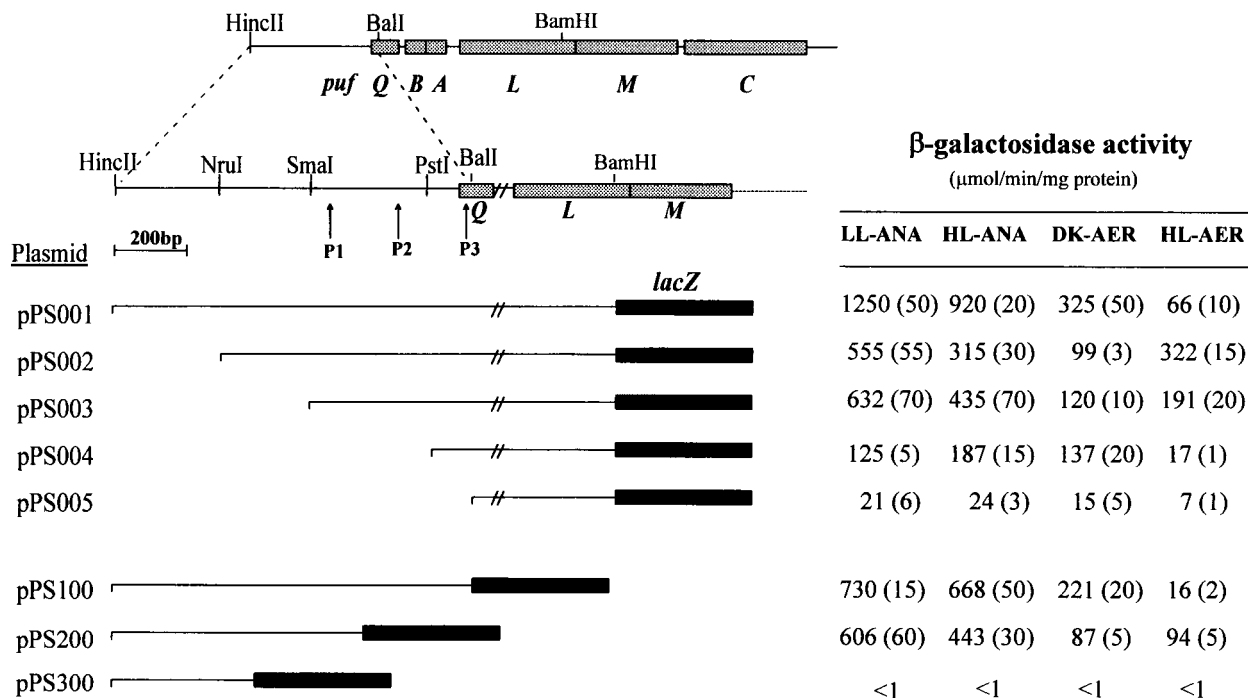 HincII BalI BamHI
puf Q B A L M C
HincII NruI SmaI PstI BalI BamHI
Q L M
200bp P1 P2 P3
β-galactosidase activity
(μmol/min/mg protein)
Plasmid LL-ANA HL-ANA DK-AER HL-AER
lacZ
pPS001 1250 (50) 920 (20) 325 (50) 66 (10)
pPS002 555 (55) 315 (30) 99 (3) 322 (15)
pPS003 632 (70) 435 (70) 120 (10) 191 (20)
pPS004 125 (5) 187 (15) 137 (20) 17 (1)
pPS005 21 (6) 24 (3) 15 (5) 7 (1)
pPS100 730 (15) 668 (50) 221 (20) 16 (2)
pPS200 606 (60) 443 (30) 87 (5) 94 (5)
pPS300 <1 <1 <1 <1